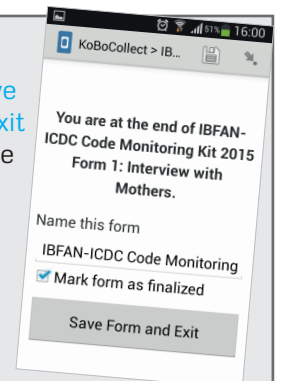 51% 16:00
KoBoCollect > IB...
You are at the end of IBFAN-
ICDC Code Monitoring Kit 2015
Form 1: Interview with
Mothers.
Name this form
IBFAN-ICDC Code Monitoring
Mark form as finalized
Save Form and Exit